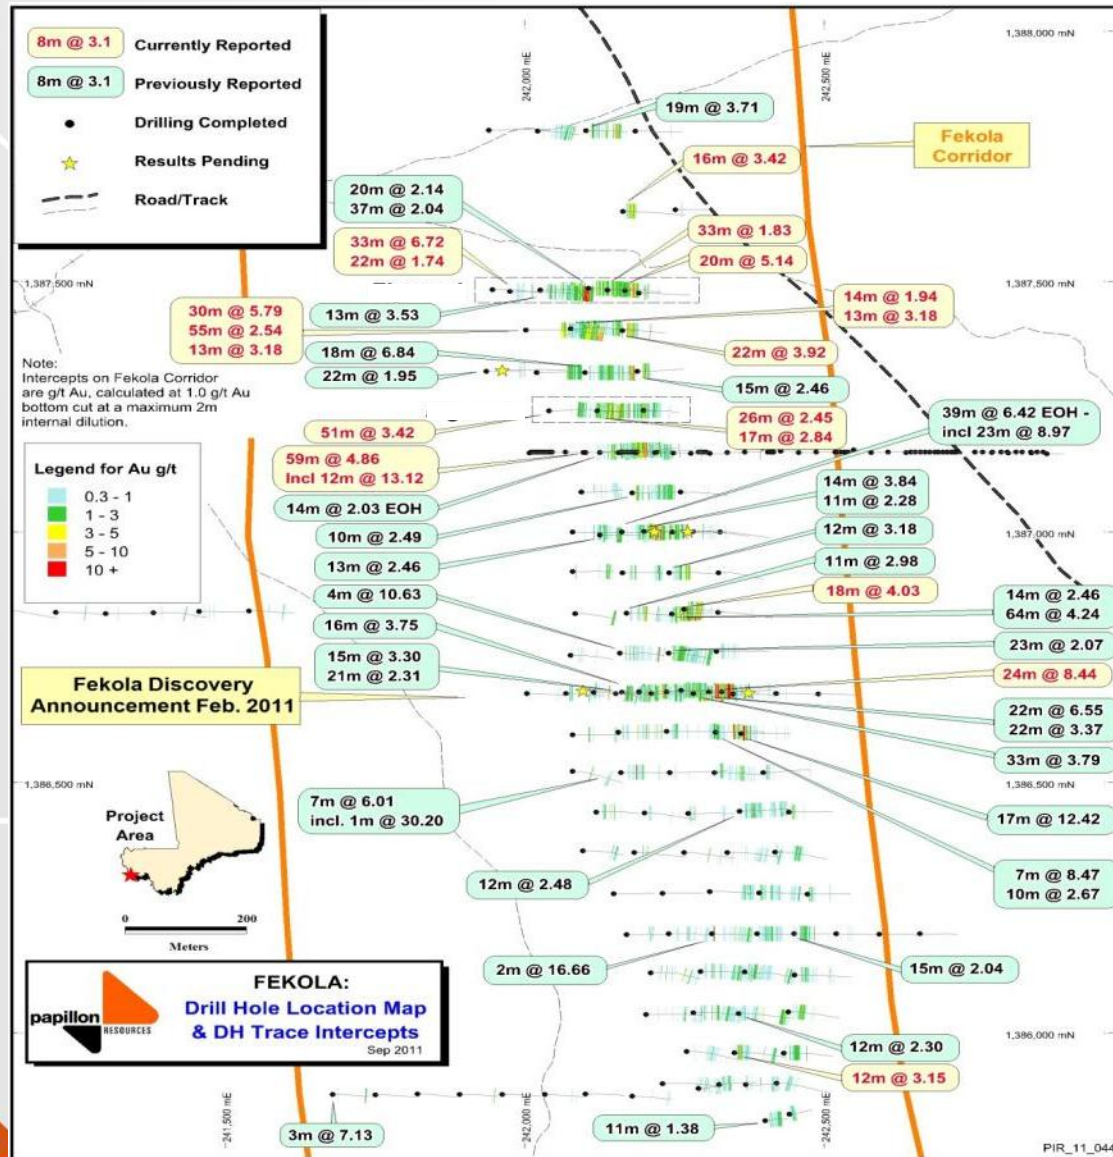 8m @ 3.1 Currently Reported
8m @ 3.1 Previously Reported
Drilling Completed
Results Pending
Road/Track
242,000 mE
242,500 mE
1,388,000 mN
19m @ 3.71
Fekola
Corridor
16m @ 3.42
20m @ 2.14
37m @ 2.04
33m @ 6.72
22m @ 1.74
33m @ 1.83
20m @ 5.14
1,387,500 mN
1,387,500 mN
30m @ 5.79
55m @ 2.54
13m @ 3.18
13m @ 3.53
14m @ 1.94
13m @ 3.18
18m @ 6.84
22m @ 1.95
22m @ 3.92
15m @ 2.46
Note:
Intercepts on Fekola Corridor
are g/t Au, calculated at 1.0 g/t Au
bottom cut at a maximum 2m
internal dilution.
51m @ 3.42
26m @ 2.45
17m @ 2.84
39m @ 6.42 EOH -
incl 23m @ 8.97
Legend for Au g/t
0.3 - 1
1 - 3
3 - 5
5 - 10
10 +
59m @ 4.86
Incl 12m @ 13.12
14m @ 2.03 EOH
10m @ 2.49
13m @ 2.46
4m @ 10.63
16m @ 3.75
15m @ 3.30
21m @ 2.31
14m @ 3.84
11m @ 2.28
12m @ 3.18
11m @ 2.98
18m @ 4.03
1,387,000 mN
14m @ 2.46
64m @ 4.24
23m @ 2.07
24m @ 8.44
22m @ 6.55
22m @ 3.37
33m @ 3.79
Fekola Discovery
Announcement Feb. 2011
1,386,500 mN
1,386,500 mN
7m @ 6.01
incl. 1m @ 30.20
17m @ 12.42
7m @ 8.47
10m @ 2.67
Project
Area
0 200
Meters
12m @ 2.48
2m @ 16.66
15m @ 2.04
papillon
RESOURCES
FEKOLA:
Drill Hole Location Map
& DH Trace Intercepts
Sep 2011
1,386,000 mN
12m @ 2.30
12m @ 3.15
241,500 mE
242,000 mE
242,500 mE
3m @ 7.13
11m @ 1.38
PIR_11_044